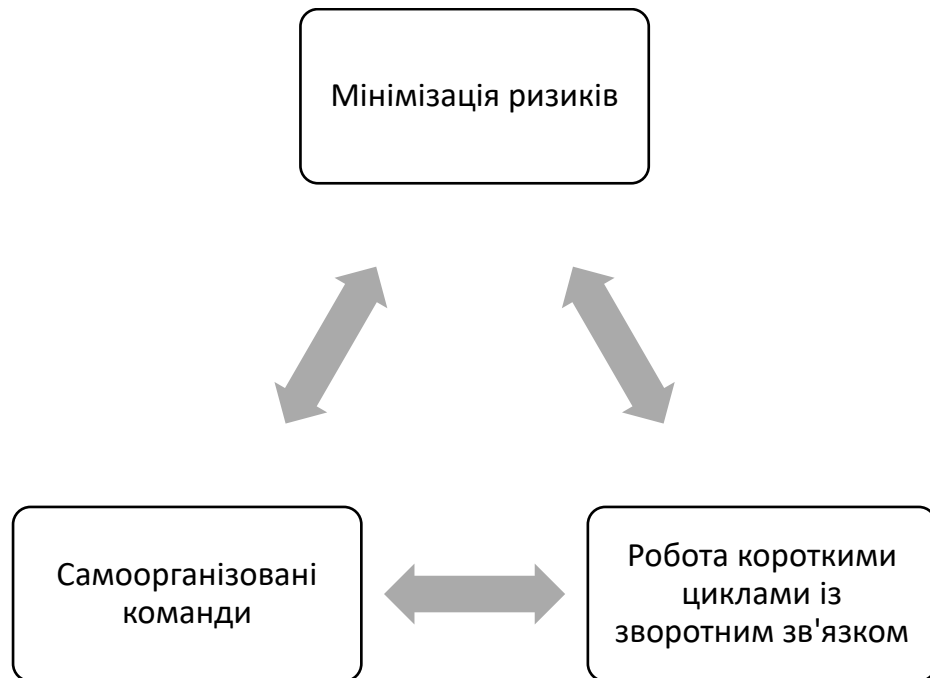 Мінімізація ризиків
Самоорганізовані
команди
Робота короткими
циклами із
зворотним зв'язком